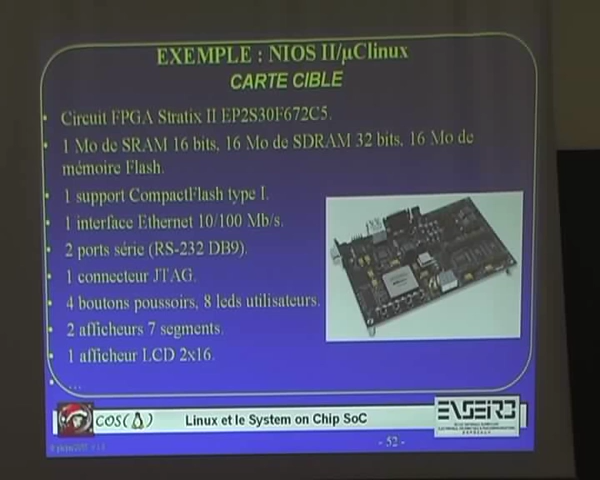 EXEMPLE : NIOS II/µClinux
CARTE CIBLE
Circuit FPGA Stratix II EP2S30F672C5.
1 Mo de SRAM 16 bits, 16 Mo de SDRAM 32 bits, 16 Mo de
mémoire Flash.
1 support CompactFlash type I.
1 interface Ethernet 10/100 Mb/s.
2 ports série (RS-232 DB9).
1 connecteur JTAG.
4 boutons poussoirs, 8 leds utilisateurs.
2 afficheurs 7 segments.
1 afficheur LCD 2x16.
...
COS( )
Linux et le System on Chip SoC
ENSEIRB
- 52 -